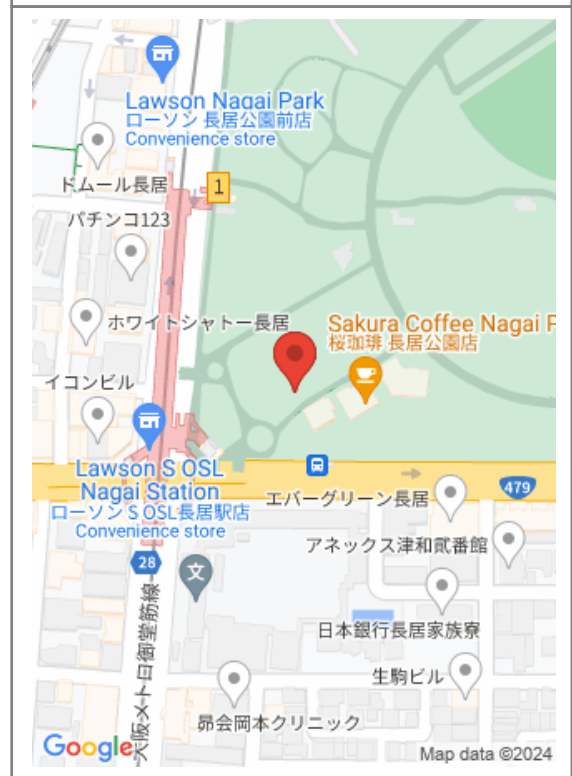 Lawson Nagai Park
ローソン 長居公園前店
Convenience store
ドムール長居
1
パチンコ123
ホワイトシャトー長居
Sakura Coffee Nagai P
桜珈琲 長居公園店
イコンビル
Lawson S OSL
Nagai Station
ローソン S OSL長居駅店
Convenience store
479
エバーグリーン長居
アネックス津和貮番館
28
文
大阪メトロ御堂筋線
日本銀行長居家族寮
生駒ビル
昴会岡本クリニック
Google
Map data ©2024